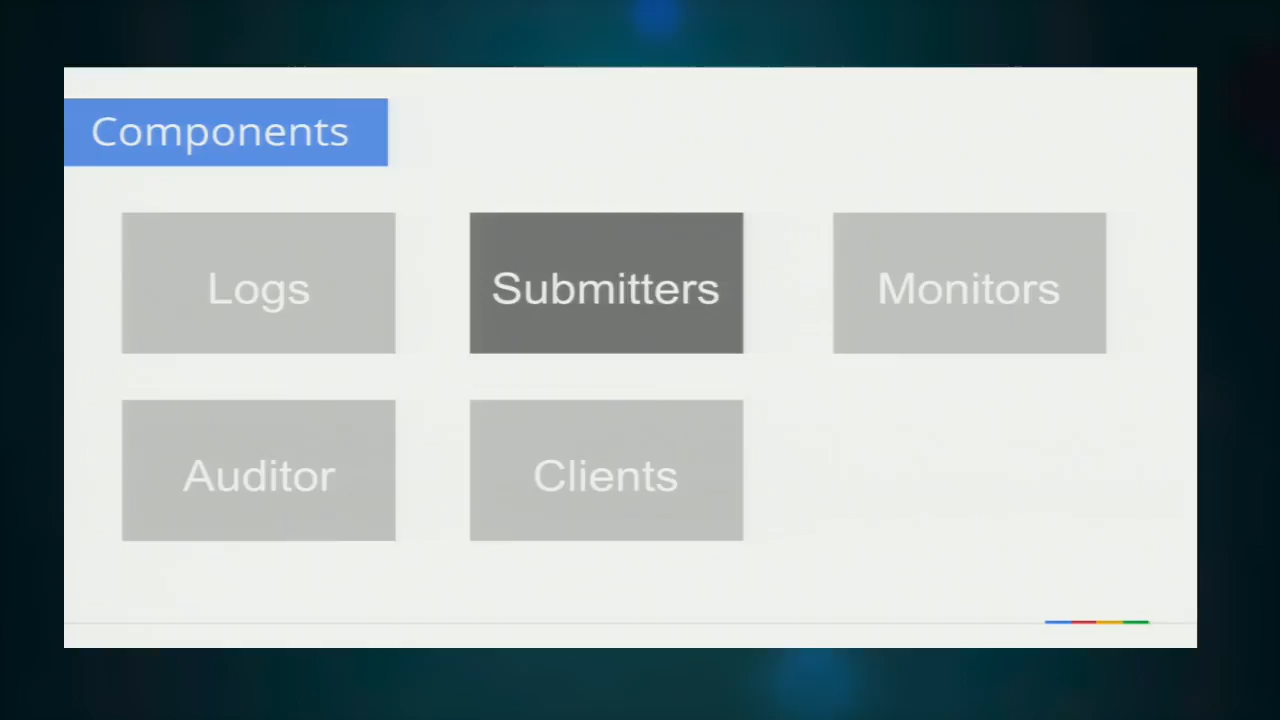 Components
Logs
Submitters
Monitors
Auditor
Clients